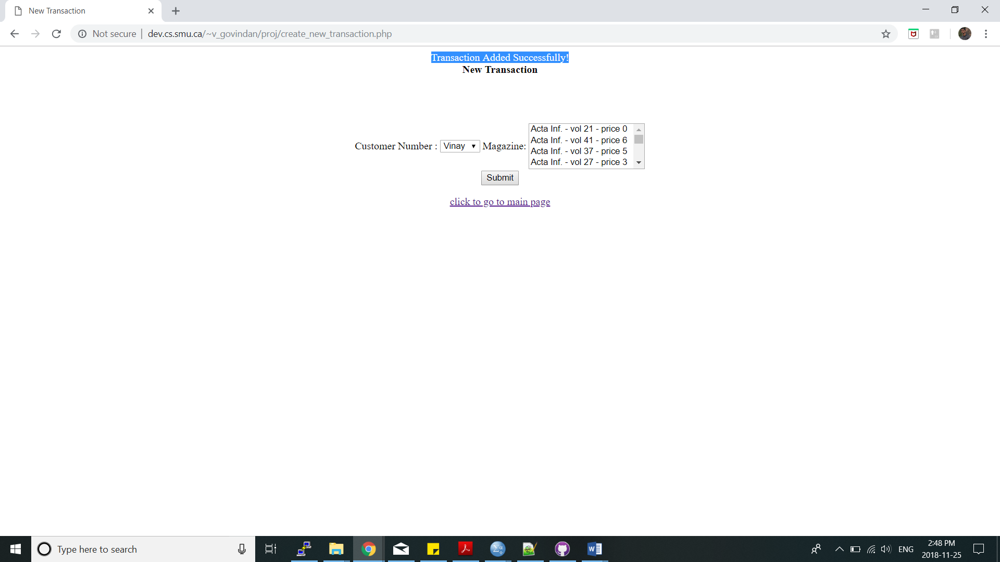 New Transaction
Not secure | dev.cs.smu.ca/~v_govindan/proj/create_new_transaction.php
Transaction Added Successfully!
New Transaction
Customer Number : Vinay Magazine:
Acta Inf. - vol 21 - price 0
Acta Inf. - vol 41 - price 6
Acta Inf. - vol 37 - price 5
Acta Inf. - vol 27 - price 3
Submit
click to go to main page
Type here to search
ENG
2:48 PM
2018-11-25